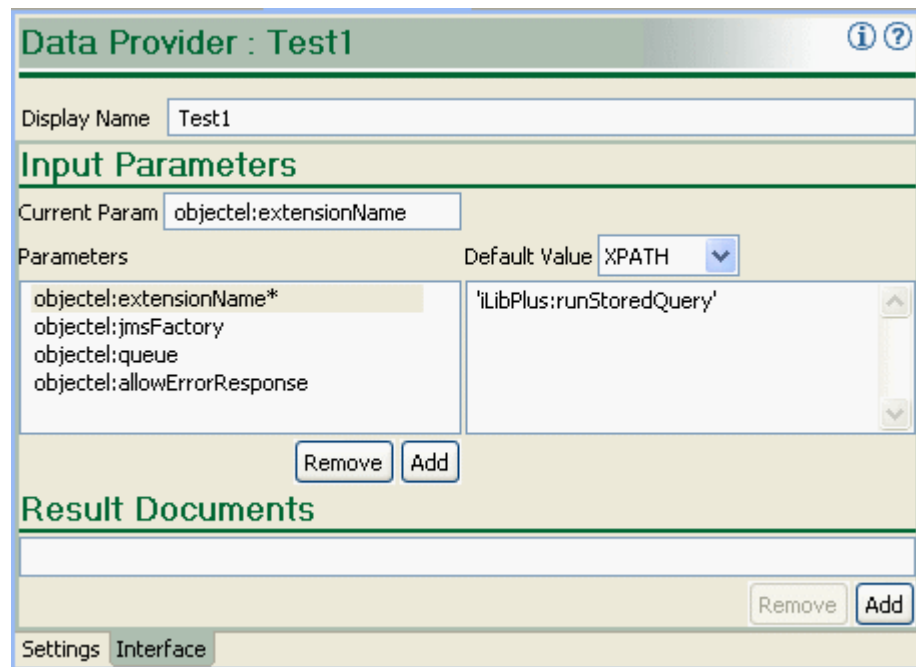 Data Provider : Test1
Display Name Test1
Input Parameters
Current Param objectel:extensionName
Parameters Default Value XPATH
objectel:extensionName* 'iLibPlus:runStoredQuery'
objectel:jmsFactory
objectel:queue
objectel:allowErrorResponse
Remove Add
Result Documents
Remove Add
Settings Interface